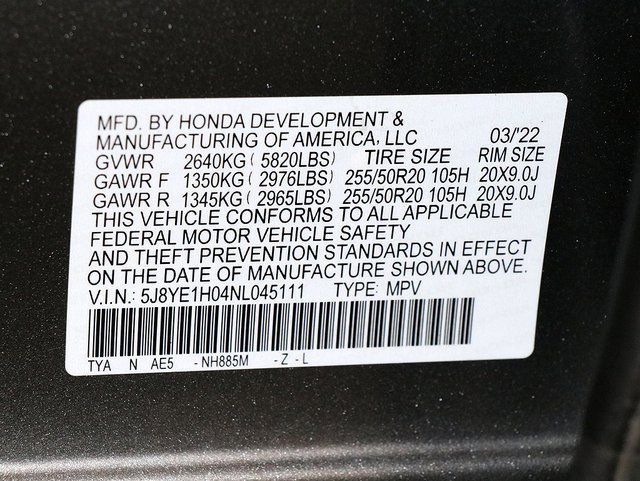 MFD. BY HONDA DEVELOPMENT &
MANUFACTURING OF AMERICA, LLC 03/'22
GVWR 2640KG ( 5820LBS) TIRE SIZE RIM SIZE
GAWR F 1350KG ( 2976LBS) 255/50R20 105H 20X9.0J
GAWR R 1345KG ( 2965LBS) 255/50R20 105H 20X9.0J
THIS VEHICLE CONFORMS TO ALL APPLICABLE
FEDERAL MOTOR VEHICLE SAFETY
AND THEFT PREVENTION STANDARDS IN EFFECT
ON THE DATE OF MANUFACTURE SHOWN ABOVE.
V.I.N.: 5J8YE1H04NL045111 TYPE: MPV
TYA N AE5 - NH885M - Z - L